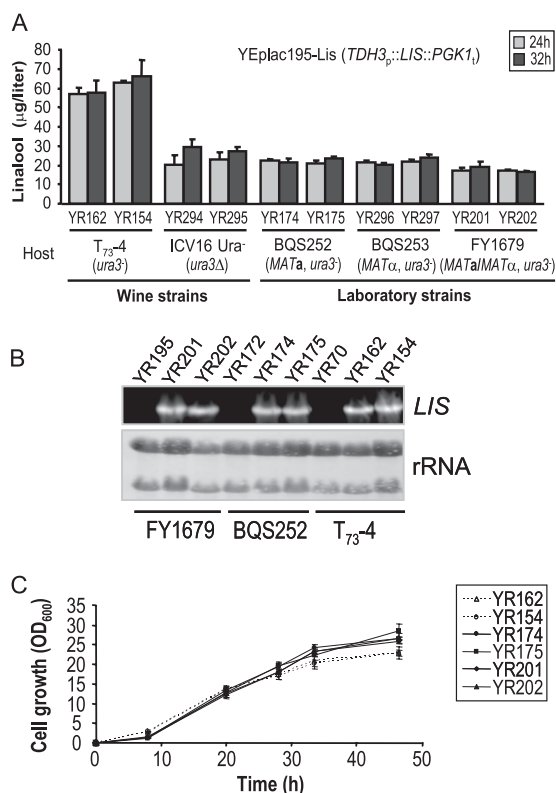 A
YEplac195-Lis (TDH3p::LIS::PGK1t)
24h
32h
Linalool (µg/liter)
80
70
60
50
40
30
20
10
0
YR162 YR154 YR294 YR295 YR174 YR175 YR296 YR297 YR201 YR202
Host T73-4 ICV16 Ura- BQS252 BQS253 FY1679
(ura3-) (ura3Δ) (MATa, ura3-) (MATα, ura3-) (MATa/MATα, ura3-)
Wine strains Laboratory strains
B
YR195 YR201 YR202 YR172 YR174 YR175 YR70 YR162 YR154
LIS
rRNA
FY1679 BQS252 T73-4
C
Cell growth (OD600)
35
30
25
20
15
10
5
0
0 10 20 30 40 50
Time (h)
YR162
YR154
YR174
YR175
YR201
YR202